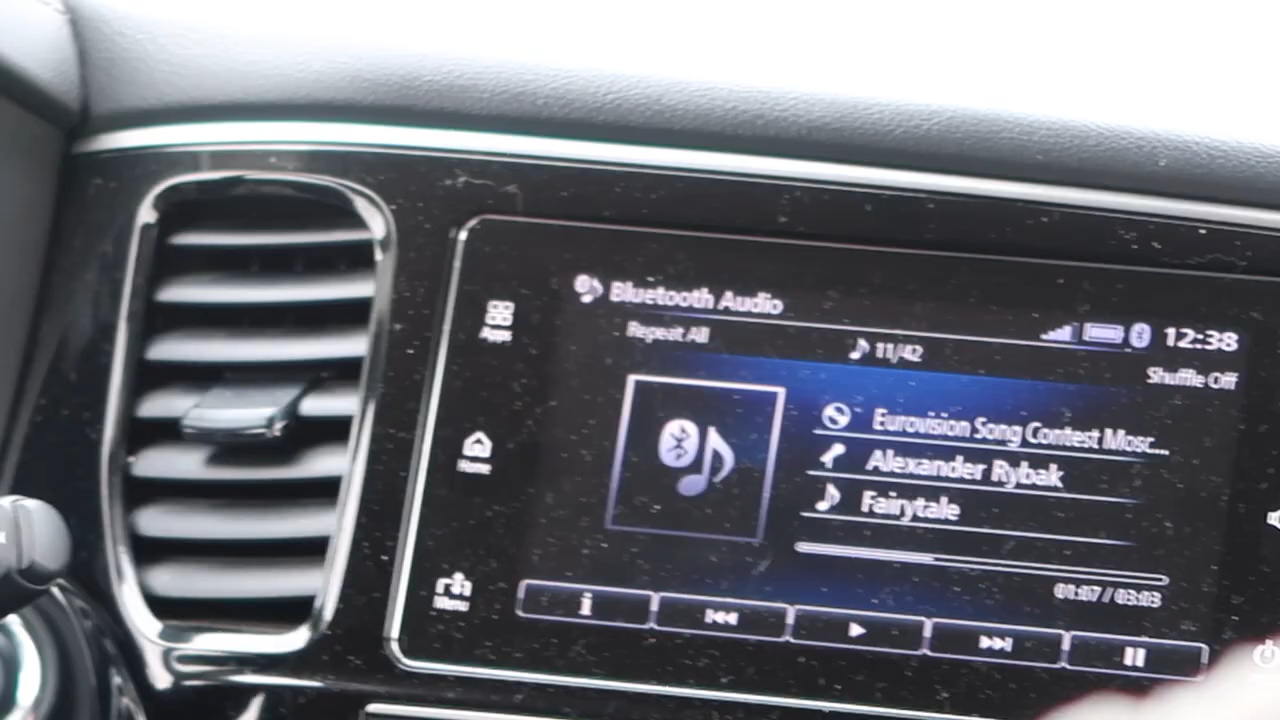 Bluetooth Audio
12:38
Repeat All
11/42
Shuffle Off
Apps
Eurovision Song Contest Mosc...
Alexander Rybak
Home
Fairytale
01:07 / 03:03
Menu
i